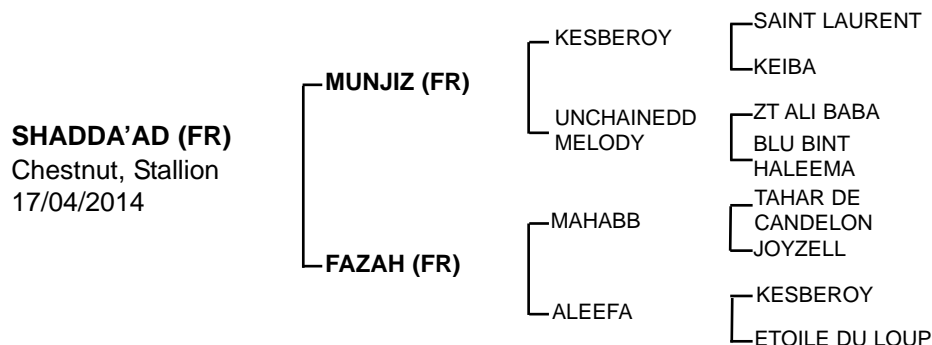 SHADDA’AD (FR)
Chestnut, Stallion
17/04/2014
MUNJIZ (FR)
FAZAH (FR)
KESBEROY
UNCHAINEDD
MELODY
MAHABB
ALEEFA
SAINT LAURENT
KEIBA
ZT ALI BABA
BLU BINT
HALEEMA
TAHAR DE
CANDELON
JOYZELL
KESBEROY
ETOILE DU LOUP